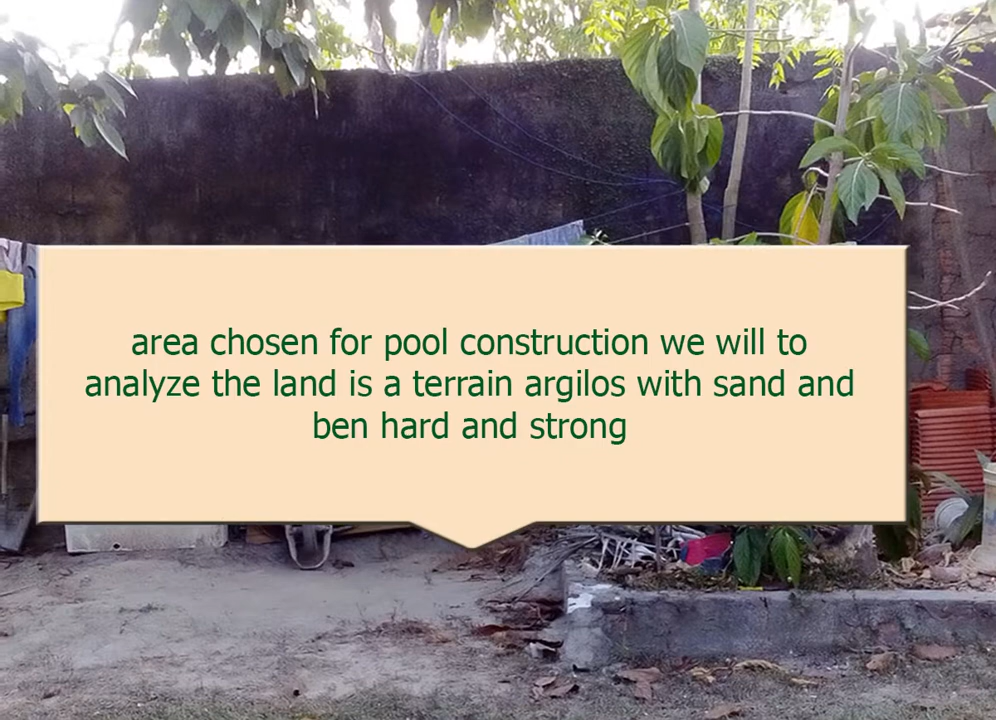 area chosen for pool construction we will to
analyze the land is a terrain argilos with sand and
ben hard and strong